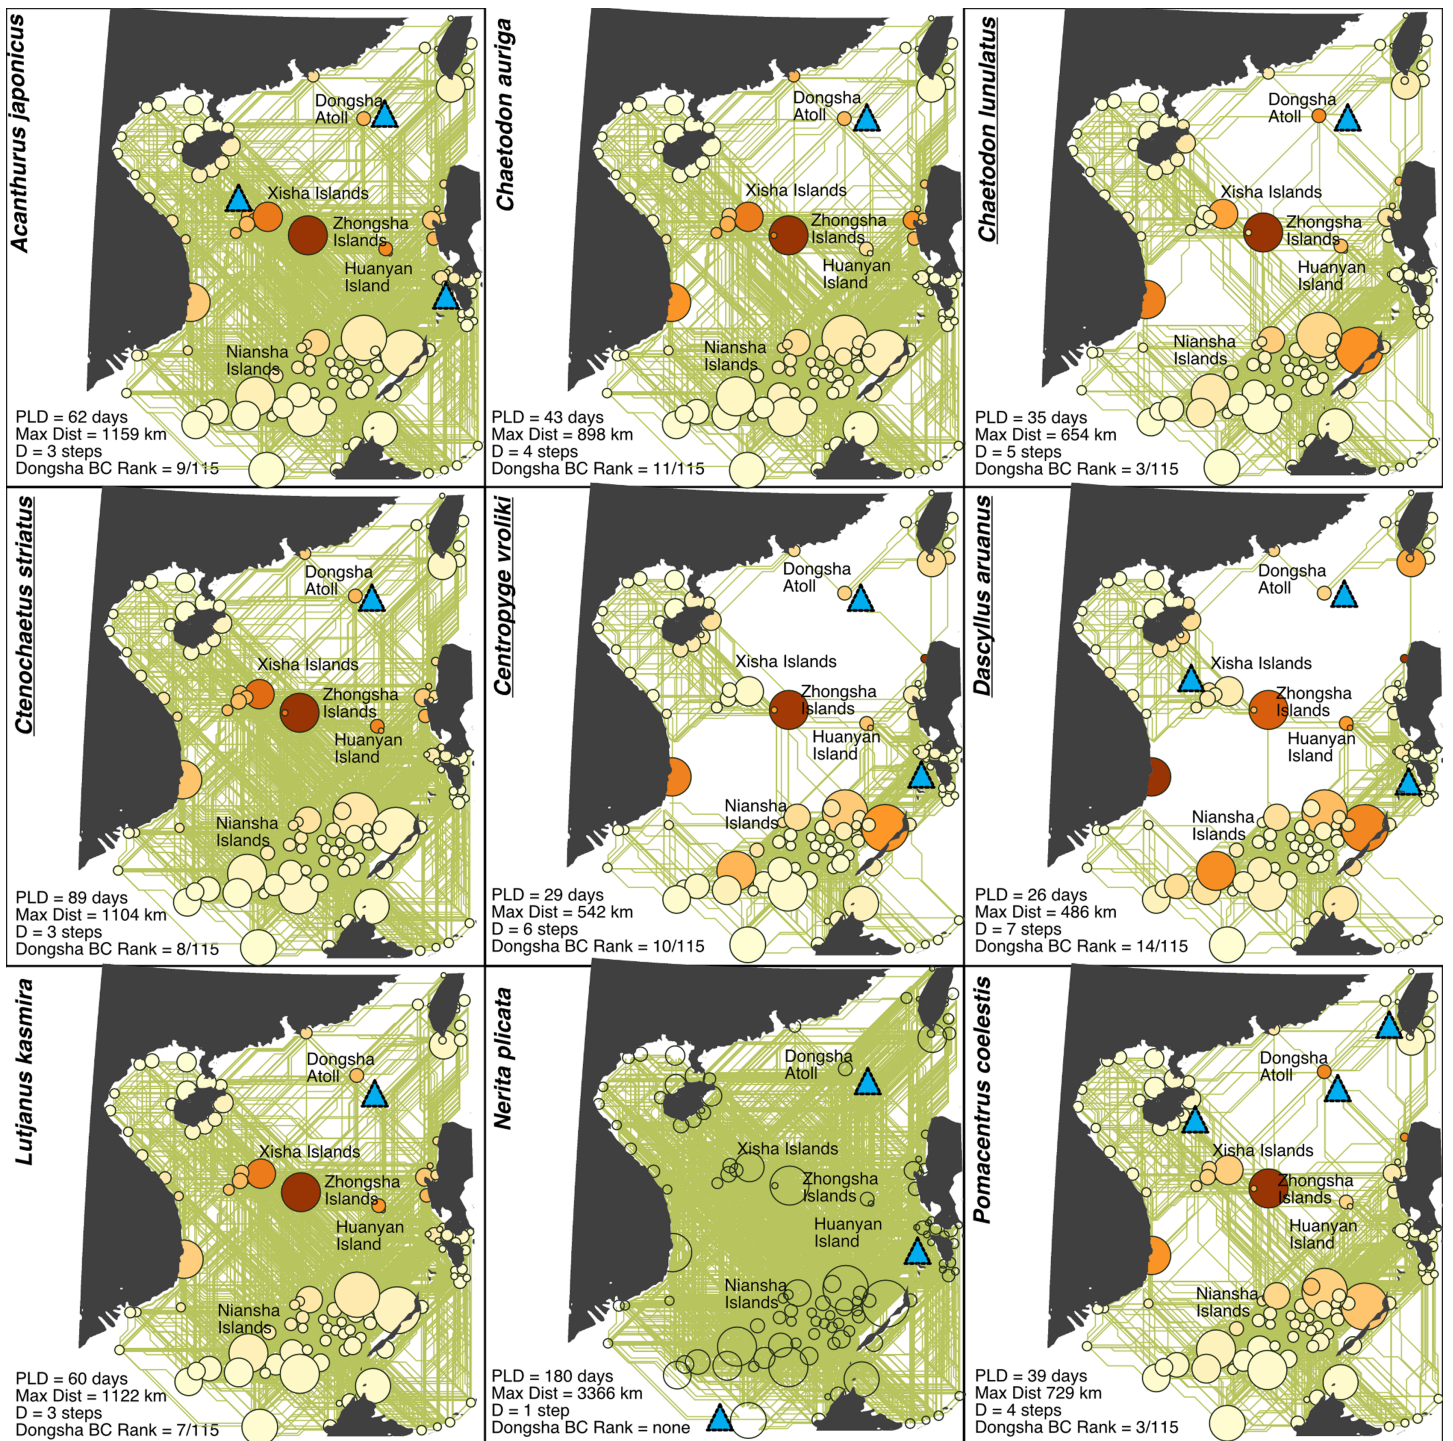 Acanthurus japonicus
Dongsha
Atoll
Xisha Islands
Zhongsha
Islands
Huanyan
Island
Niansha
Islands
PLD = 62 days
Max Dist = 1159 km
D = 3 steps
Dongsha BC Rank = 9/115
Chaetodon auriga
Dongsha
Atoll
Xisha Islands
Zhongsha
Islands
Huanyan
Island
Niansha
Islands
PLD = 43 days
Max Dist = 898 km
D = 4 steps
Dongsha BC Rank = 11/115
Chaetodon lunulatus
Dongsha
Atoll
Xisha Islands
Zhongsha
Islands
Huanyan
Island
Niansha
Islands
PLD = 35 days
Max Dist = 654 km
D = 5 steps
Dongsha BC Rank = 3/115
Ctenochaetus striatus
Dongsha
Atoll
Xisha Islands
Zhongsha
Islands
Huanyan
Island
Niansha
Islands
PLD = 89 days
Max Dist = 1104 km
D = 3 steps
Dongsha BC Rank = 8/115
Centropyge vroliki
Dongsha
Atoll
Xisha Islands
Zhongsha
Islands
Huanyan
Island
Niansha
Islands
PLD = 29 days
Max Dist = 542 km
D = 6 steps
Dongsha BC Rank = 10/115
Dascyllus aruanus
Dongsha
Atoll
Xisha Islands
Zhongsha
Islands
Huanyan
Island
Niansha
Islands
PLD = 26 days
Max Dist = 486 km
D = 7 steps
Dongsha BC Rank = 14/115
Lutjanus kasmira
Dongsha
Atoll
Xisha Islands
Zhongsha
Islands
Huanyan
Island
Niansha
Islands
PLD = 60 days
Max Dist = 1122 km
D = 3 steps
Dongsha BC Rank = 7/115
Nerita plicata
Dongsha
Atoll
Xisha Islands
Zhongsha
Islands
Huanyan
Island
Niansha
Islands
PLD = 180 days
Max Dist = 3366 km
D = 1 step
Dongsha BC Rank = none
Pomacentrus coelestis
Dongsha
Atoll
Xisha Islands
Zhongsha
Islands
Huanyan
Island
Niansha
Islands
PLD = 39 days
Max Dist 729 km
D = 4 steps
Dongsha BC Rank = 3/115